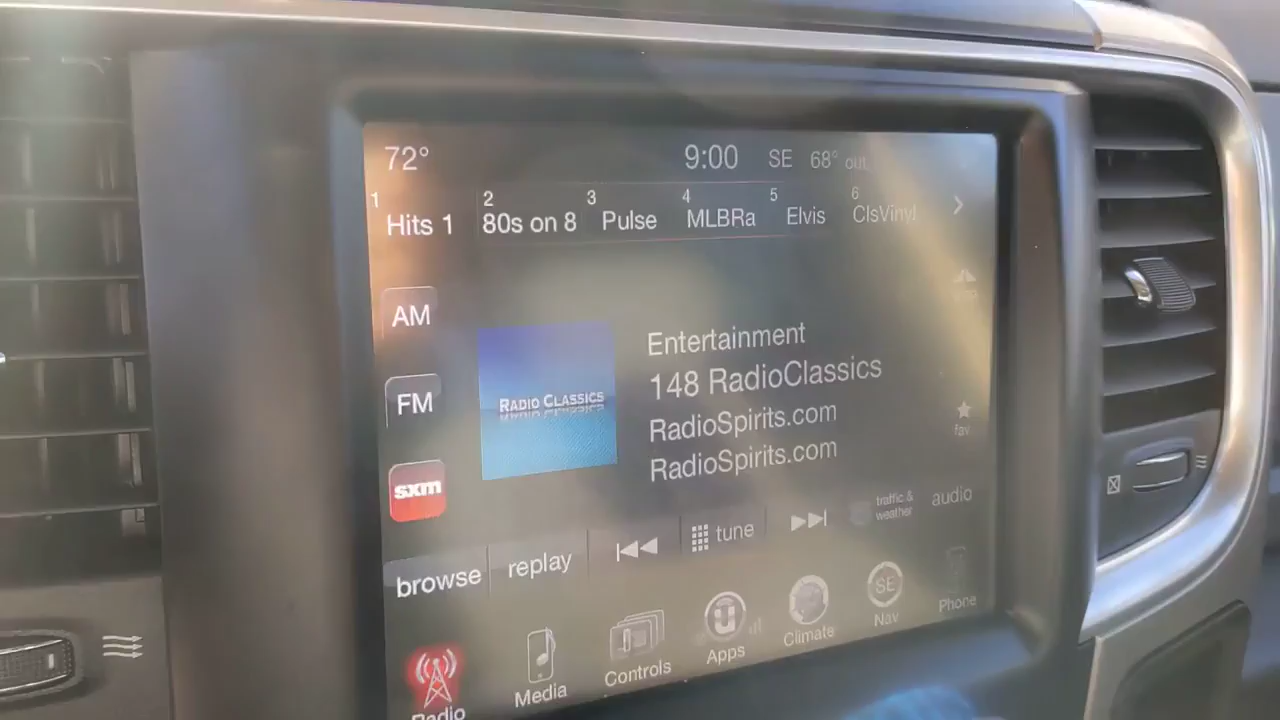 72° 9:00 SE 68° out
1 2 3 4 5 6
Hits 1 80s on 8 Pulse MLBRa Elvis ClsVinyl
AM
FM
sxm
RADIO CLASSICS
Entertainment
148 RadioClassics
RadioSpirits.com
RadioSpirits.com
fav
browse replay tune traffic & weather audio
Radio Media Controls Apps Climate SE Nav Phone